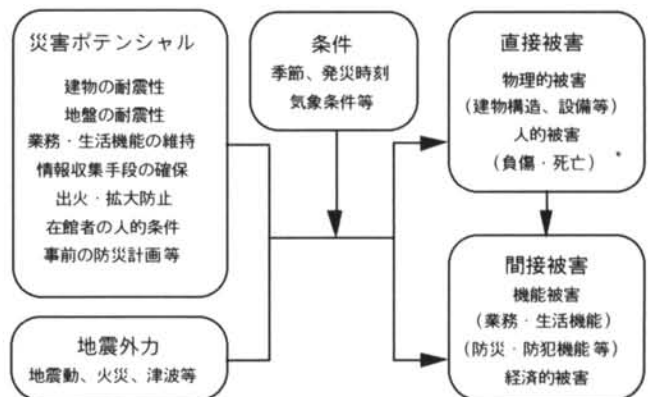 災害ポテンシャル
建物の耐震性
地盤の耐震性
業務・生活機能の維持
情報収集手段の確保
出火・拡大防止
在館者の人的条件
事前の防災計画等
地震外力
地震動、火災、津波等
条件
季節、発災時刻
気象条件等
直接被害
物理的被害
(建物構造、設備等)
人的被害
(負傷・死亡)
間接被害
機能被害
(業務・生活機能)
(防災・防犯機能等)
経済的被害